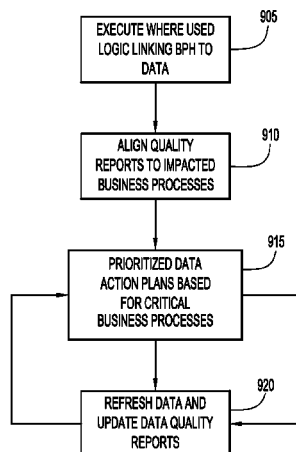 EXECUTE WHERE USED
LOGIC LINKING BPH TO
DATA
905
ALIGN QUALITY
REPORTS TO IMPACTED
BUSINESS PROCESSES
910
PRIORITIZED DATA
ACTION PLANS BASED
FOR CRITICAL
BUSINESS PROCESSES
915
REFRESH DATA AND
UPDATE DATA QUALITY
REPORTS
920